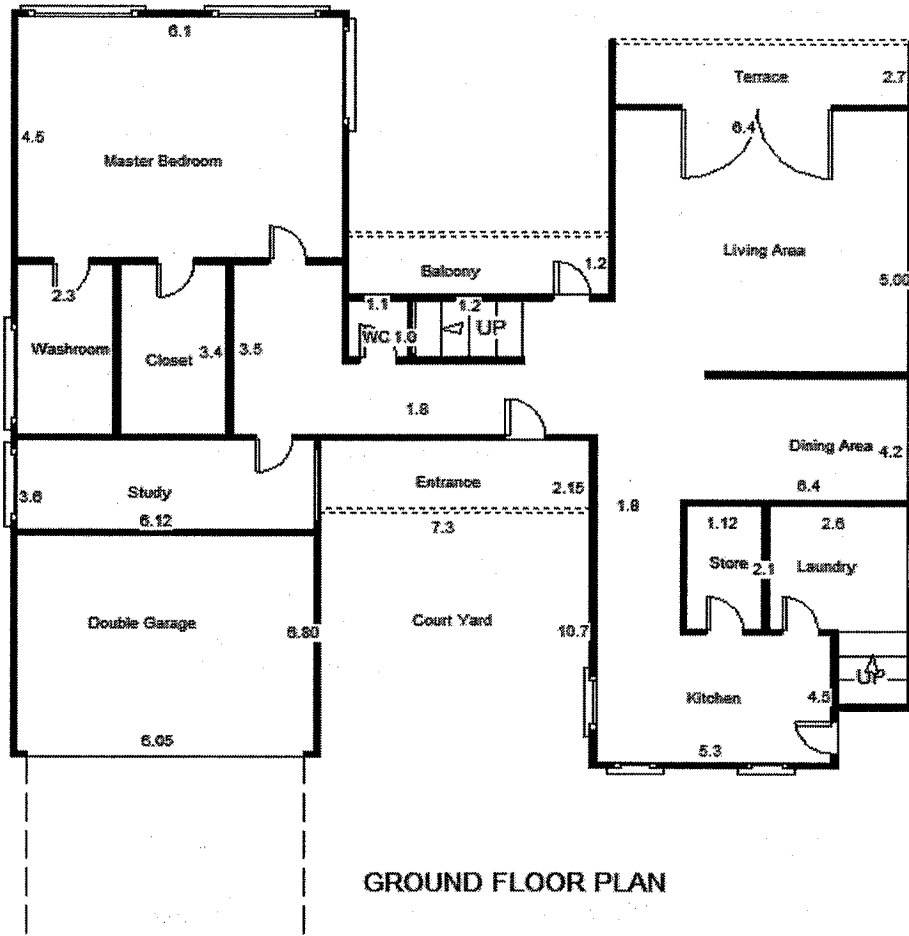 6.1
Terrace
2.7
4.5
6.4
Master Bedroom
Living Area
Balcony
1.2
5.00
2.3
1.1
1.2
UP
WC 1.0
Washroom
Closet
3.4
3.5
1.8
Dining Area
4.2
Study
Entrance
2.15
6.4
3.6
6.12
7.3
1.8
1.12
2.6
Store
2.1
Laundry
Double Garage
6.80
Court Yard
10.7
UP
Kitchen
4.5
6.05
5.3
GROUND FLOOR PLAN